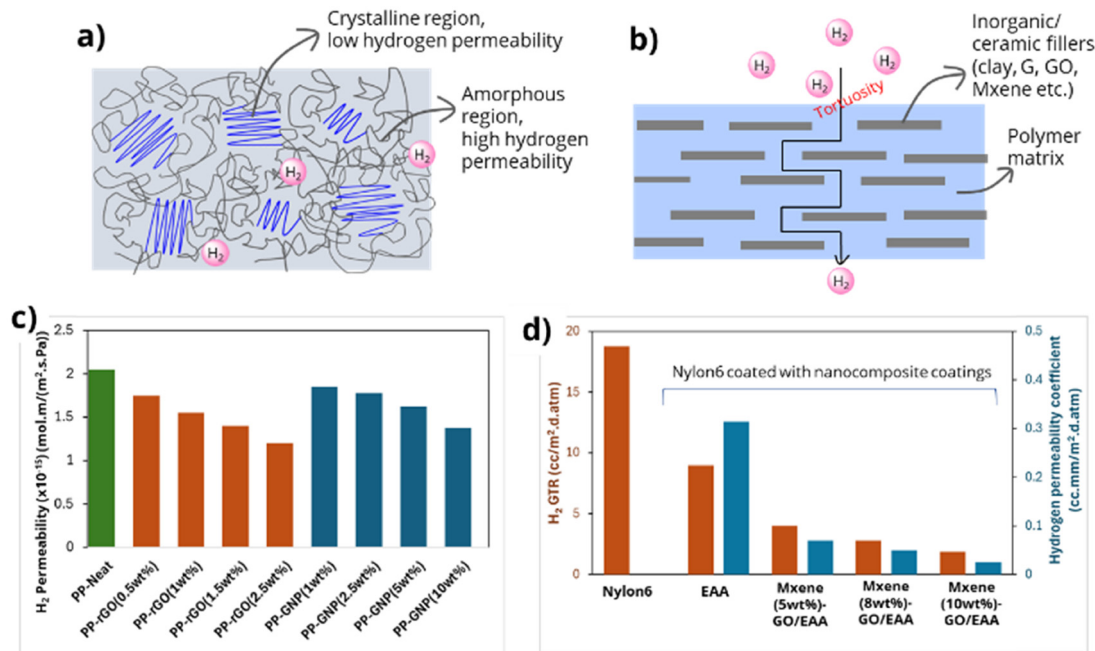 a)
Crystalline region,
low hydrogen permeability
Amorphous
region,
high hydrogen
permeability
H₂
H₂
H₂
b)
H₂
H₂
H₂
H₂
Tortuosity
Inorganic/
ceramic fillers
(clay, G, GO,
Mxene etc.)
Polymer
matrix
H₂
c)
H₂ Permeability (x10⁻¹⁵) (mol.m/(m².s.Pa))
2.5
2
1.5
1
0.5
0
PP-Neat
PP-rGO(0.5wt%)
PP-rGO(1wt%)
PP-rGO(1.5wt%)
PP-rGO(2.5wt%)
PP-GNP(1wt%)
PP-GNP(2.5wt%)
PP-GNP(5wt%)
PP-GNP(10wt%)
d)
H₂ GTR (cc/m².d.atm)
20
15
10
5
0
Nylon6 coated with nanocomposite coatings
0.5
0.4
0.3
0.2
0.1
0
Hydrogen permeability coefficient
(cc.mm/m².d.atm)
Nylon6
EAA
Mxene
(5wt%)-
GO/EAA
Mxene
(8wt%)-
GO/EAA
Mxene
(10wt%)-
GO/EAA